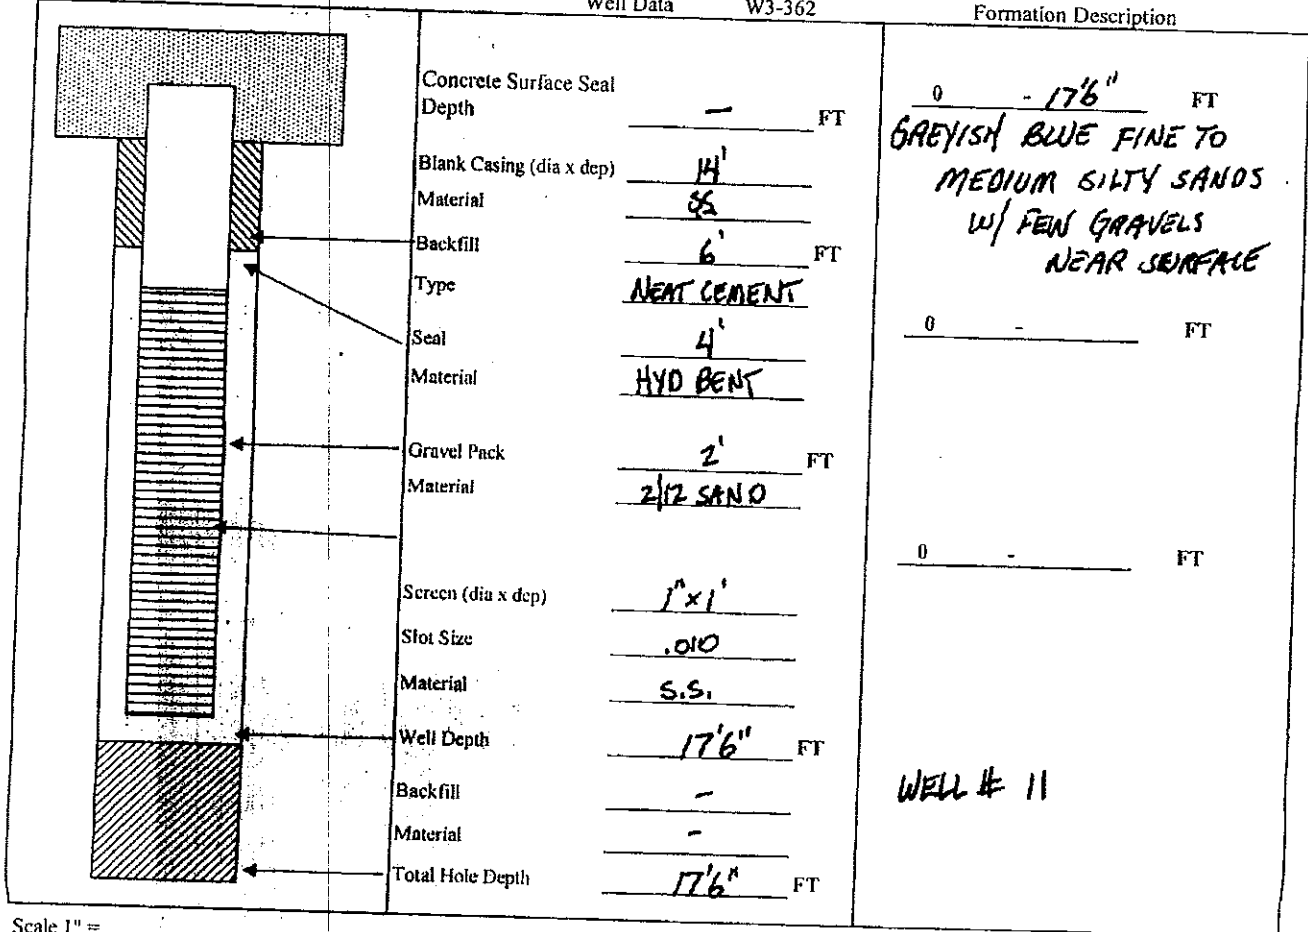 Well Data W3-362 Formation Description
Concrete Surface Seal
Depth - FT
Blank Casing (dia x dep) 14'
Material SS
Backfill 6' FT
Type NEAT CEMENT
Seal 4'
Material HYD BENT
Gravel Pack 2' FT
Material 2/12 SAND
Screen (dia x dep) 1" x 1'
Slot Size .010
Material S.S.
Well Depth 17'6" FT
Backfill -
Material -
Total Hole Depth 17'6" FT
0 - 17'6" FT
GREYISH BLUE FINE TO
MEDIUM SILTY SANDS
W/ FEW GRAVELS
NEAR SURFACE
0 - FT
0 - FT
WELL # 11
Scale 1" =